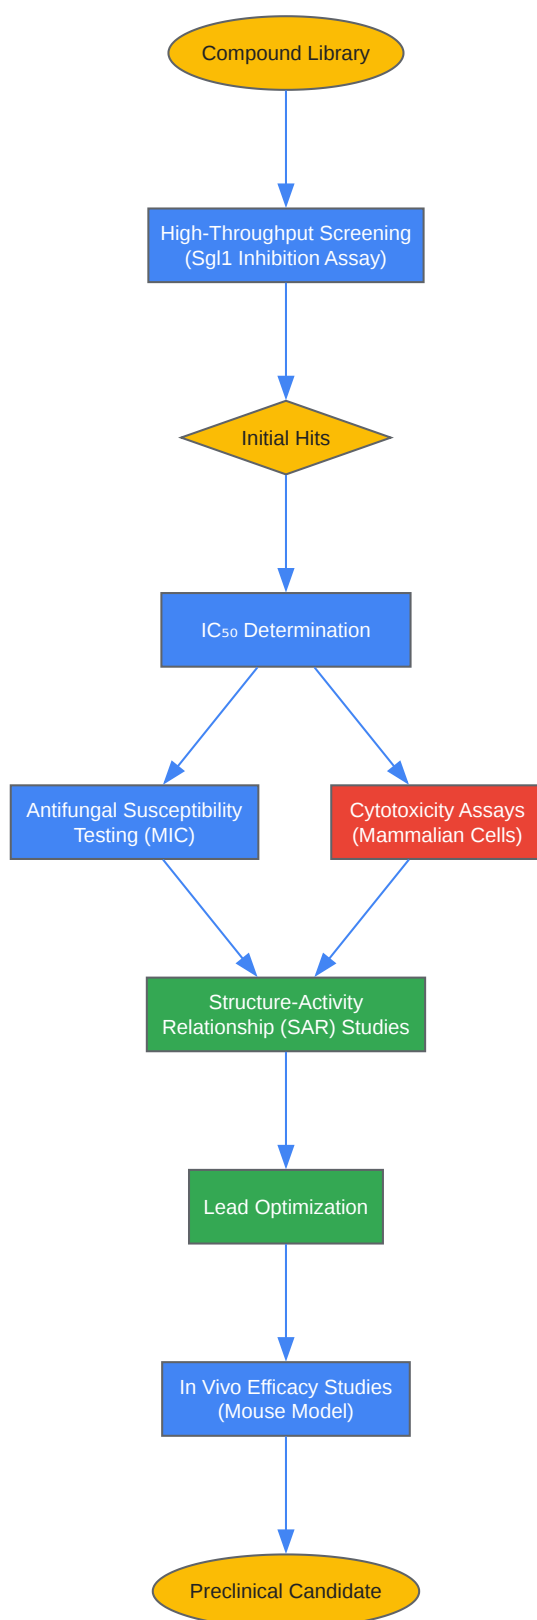 Compound Library
High-Throughput Screening
(Sgl1 Inhibition Assay)
Initial Hits
IC₅₀ Determination
Antifungal Susceptibility
Testing (MIC)
Cytotoxicity Assays
(Mammalian Cells)
Structure-Activity
Relationship (SAR) Studies
Lead Optimization
In Vivo Efficacy Studies
(Mouse Model)
Preclinical Candidate